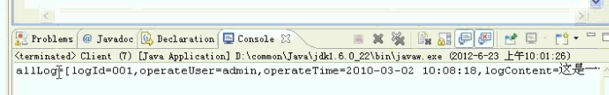 Problems @ Javadoc Declaration Console
<terminated> Client (7) [Java Application] D:\common\Java\jdk1.6.0_22\bin\javaw.exe (2012-6-23 上午10:01:26)
allLog=[logId=001,operateUser=admin,operateTime=2010-03-02 10:08:18,logContent=这是一